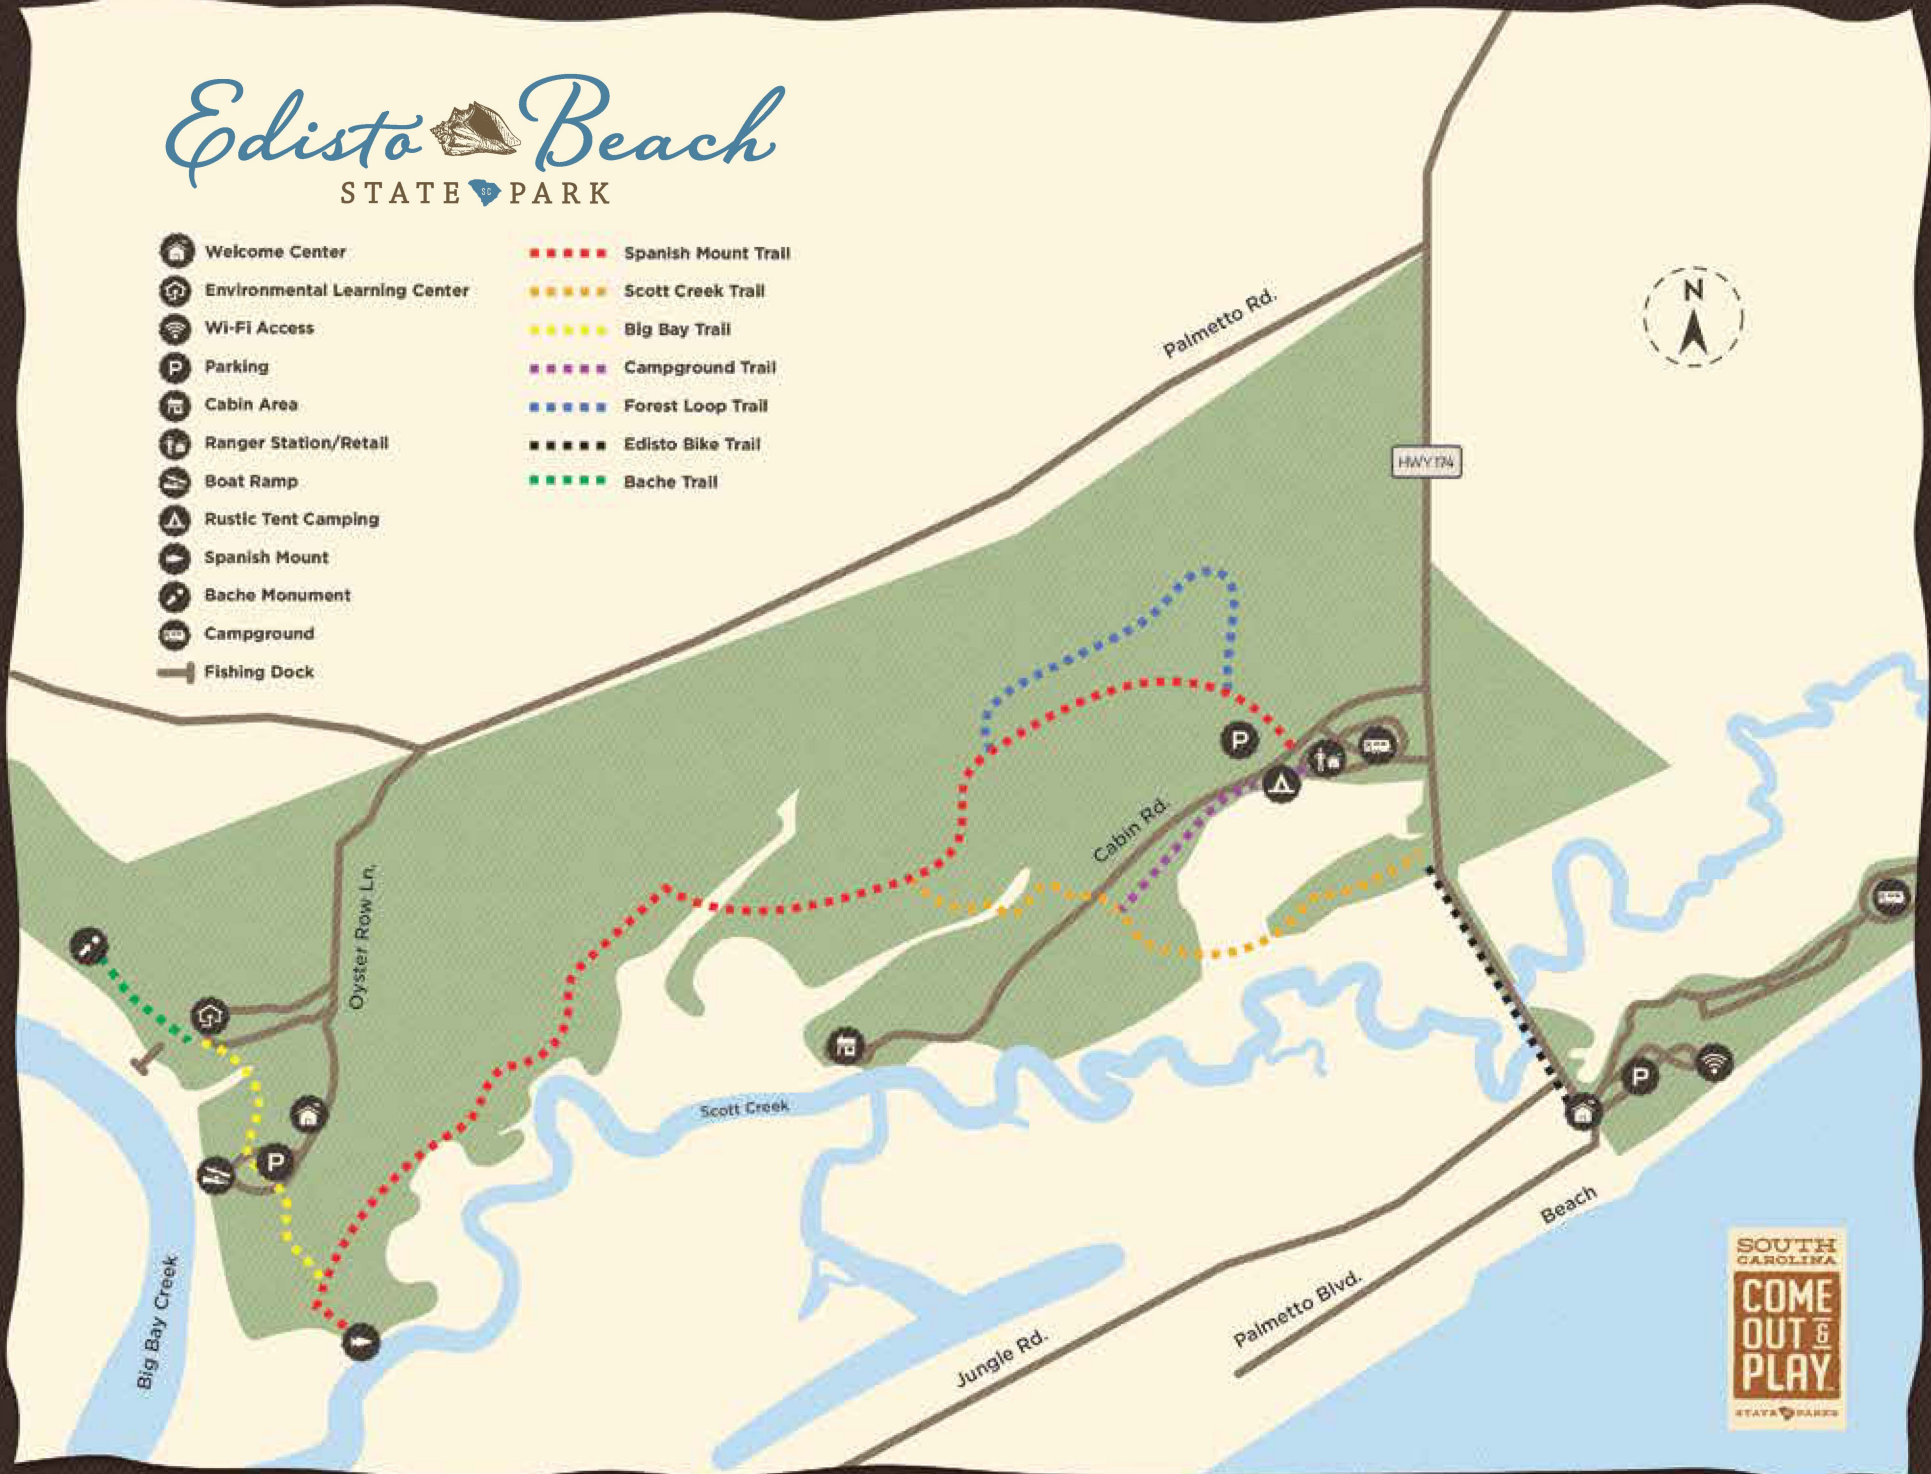 Edisto Beach
STATE SC PARK
Welcome Center
Environmental Learning Center
Wi-Fi Access
P Parking
Cabin Area
Ranger Station/Retail
Boat Ramp
Rustic Tent Camping
Spanish Mount
Bache Monument
Campground
Fishing Dock
Spanish Mount Trail
Scott Creek Trail
Big Bay Trail
Campground Trail
Forest Loop Trail
Edisto Bike Trail
Bache Trail
N
Palmetto Rd.
HWY 174
P
Cabin Rd.
Oyster Row Ln.
P
Scott Creek
P
Big Bay Creek
Jungle Rd.
Palmetto Blvd.
Beach
SOUTH
CAROLINA
COME
OUT &
PLAY
STATE PARKS